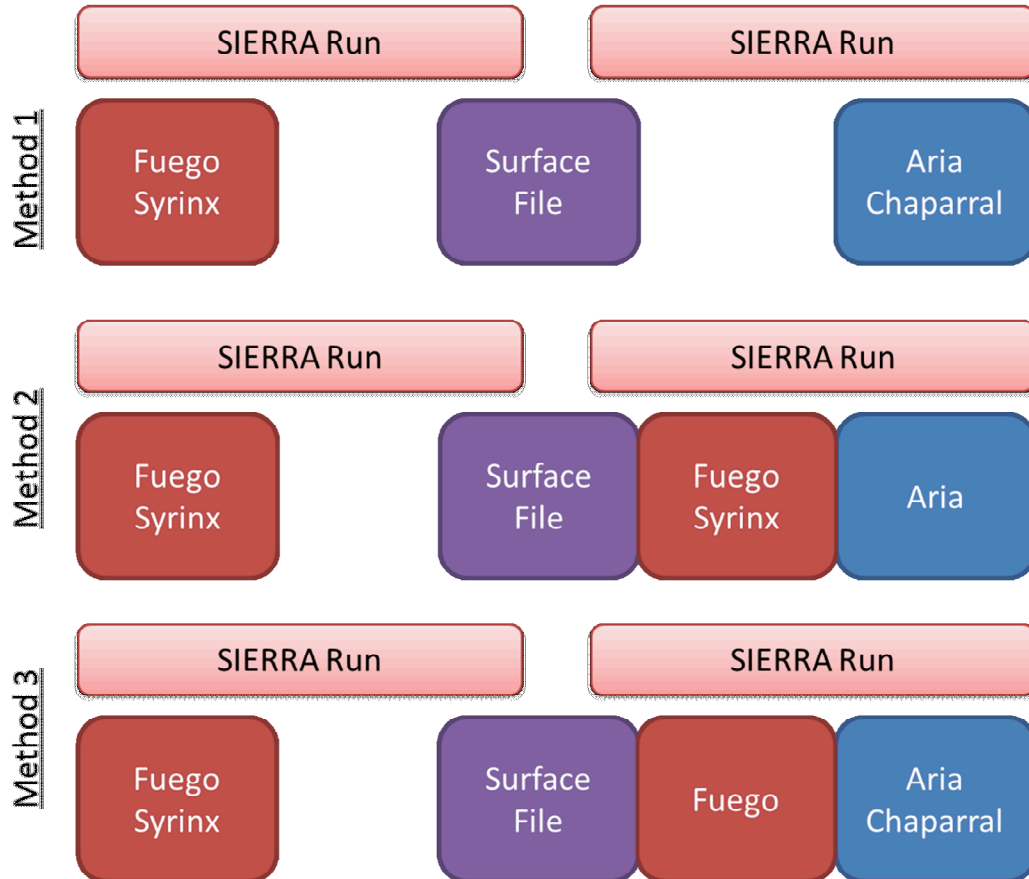 SIERRA Run
SIERRA Run
Method 1
Fuego
Syrinx
Surface
File
Aria
Chaparral
SIERRA Run
SIERRA Run
Method 2
Fuego
Syrinx
Surface
File
Fuego
Syrinx
Aria
SIERRA Run
SIERRA Run
Method 3
Fuego
Syrinx
Surface
File
Fuego
Aria
Chaparral